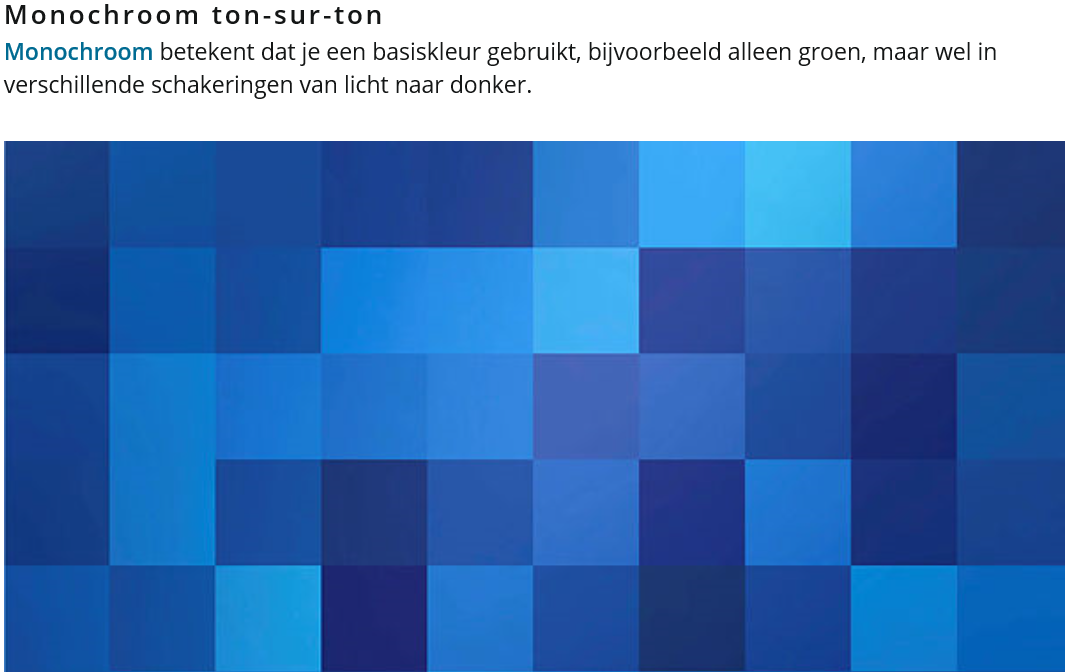 Monochroom ton-sur-ton
Monochroom betekent dat je een basiskleur gebruikt, bijvoorbeeld alleen groen, maar wel in
verschillende schakeringen van licht naar donker.